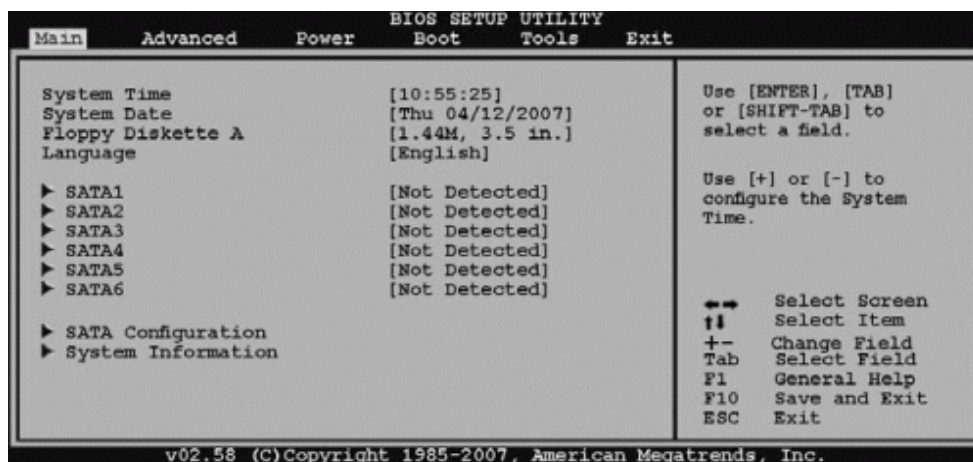 BIOS SETUP UTILITY
Main Advanced Power Boot Tools Exit
System Time [10:55:25]
System Date [Thu 04/12/2007]
Floppy Diskette A [1.44M, 3.5 in.]
Language [English]
▶ SATA1 [Not Detected]
▶ SATA2 [Not Detected]
▶ SATA3 [Not Detected]
▶ SATA4 [Not Detected]
▶ SATA5 [Not Detected]
▶ SATA6 [Not Detected]
▶ SATA Configuration
▶ System Information
Use [ENTER], [TAB]
or [SHIFT-TAB] to
select a field.
Use [+] or [-] to
configure the System
Time.
←→ Select Screen
↑↓ Select Item
+- Change Field
Tab Select Field
F1 General Help
F10 Save and Exit
ESC Exit
v02.58 (C)Copyright 1985-2007, American Megatrends, Inc.